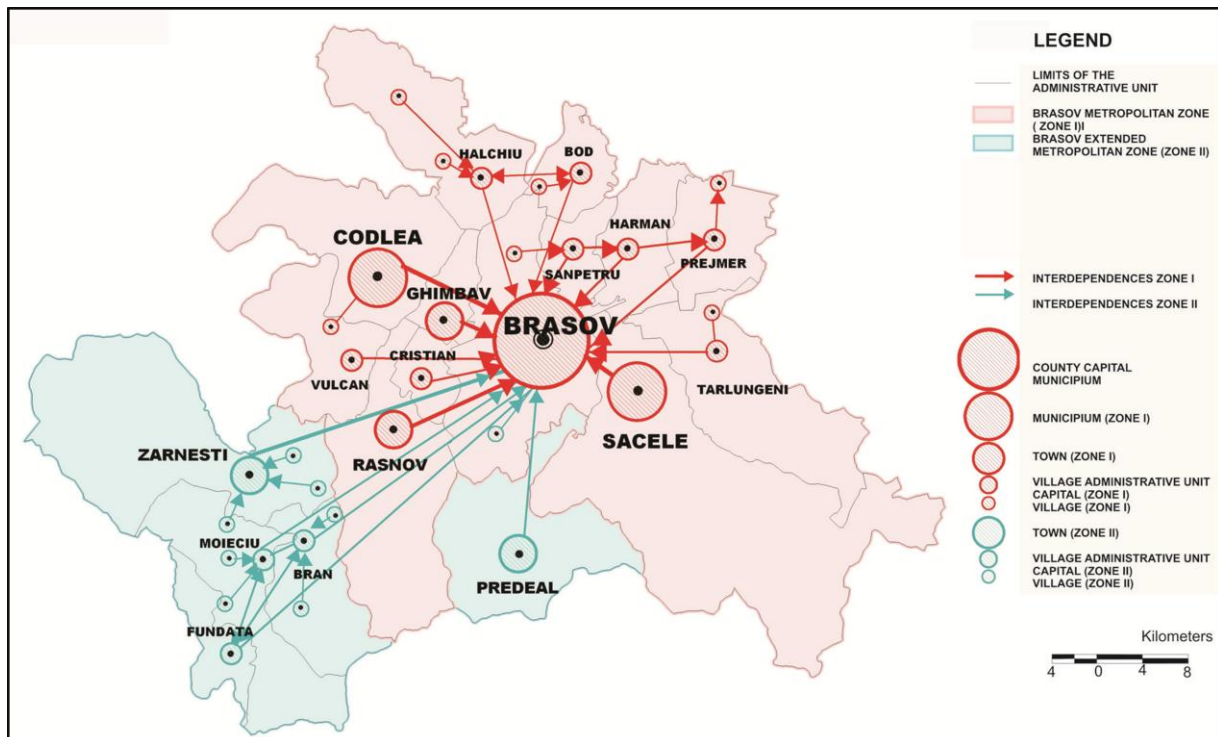 LEGEND
LIMITS OF THE
ADMINISTRATIVE UNIT
BRASOV METROPOLITAN ZONE
( ZONE I)I
BRASOV EXTENDED
METROPOLITAN ZONE (ZONE II)
INTERDEPENDENCES ZONE I
INTERDEPENDENCES ZONE II
COUNTY CAPITAL
MUNICIPIUM
MUNICIPIUM (ZONE I)
TOWN (ZONE I)
VILLAGE ADMINISTRATIVE UNIT
CAPITAL (ZONE I)
VILLAGE (ZONE I)
TOWN (ZONE II)
VILLAGE ADMINISTRATIVE UNIT
CAPITAL (ZONE II)
VILLAGE (ZONE II)
Kilometers
4 0 4 8
HALCHIU
BOD
HARMAN
CODLEA
SANPETRU
PREJMER
GHIMBAV
BRASOV
CRISTIAN
VULCAN
TARLUNGENI
SACELE
ZARNESTI
RASNOV
MOIECIU
BRAN
PREDEAL
FUNDATA